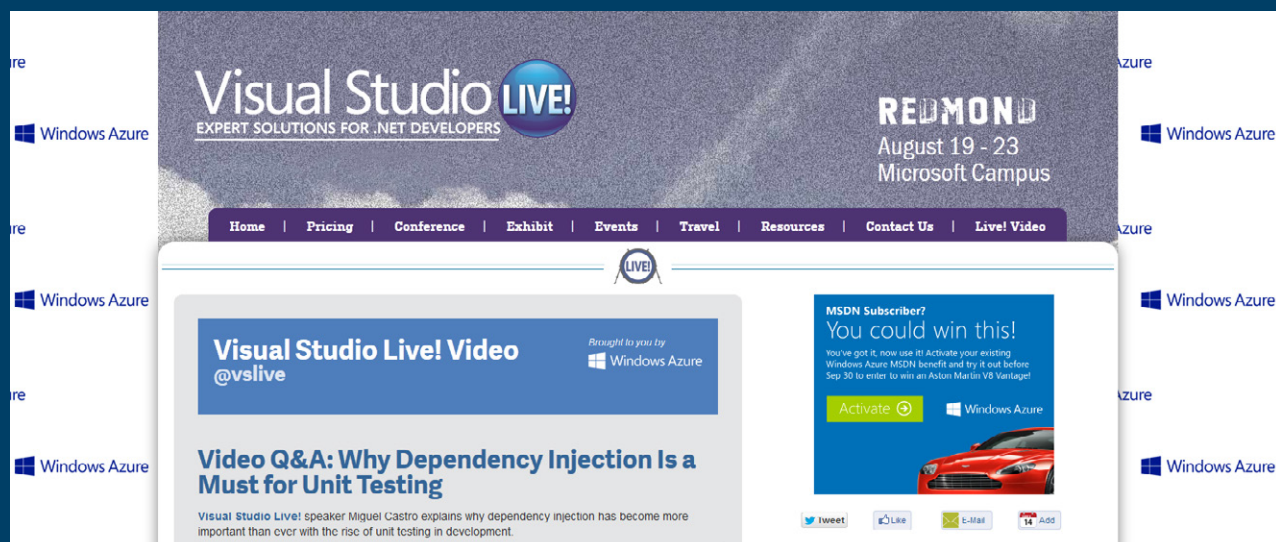 Visual Studio LIVE!
EXPERT SOLUTIONS FOR .NET DEVELOPERS
REDMOND
August 19 - 23
Microsoft Campus
Home | Pricing | Conference | Exhibit | Events | Travel | Resources | Contact Us | Live! Video
LIVE!
Visual Studio Live! Video
@vslive
Brought to you by
Windows Azure
Video Q&A: Why Dependency Injection Is a
Must for Unit Testing
Visual Studio Live! speaker Miguel Castro explains why dependency injection has become more
important than ever with the rise of unit testing in development.
MSDN Subscriber?
You could win this!
You've got it, now use it! Activate your existing
Windows Azure MSDN benefit and try it out before
Sep 30 to enter to win an Aston Martin V8 Vantage!
Activate
Windows Azure
Tweet
Like
E-Mail
14 Add
ure
Windows Azure
ure
Windows Azure
ure
Windows Azure
Azure
Windows Azure
Azure
Windows Azure
Azure
Windows Azure